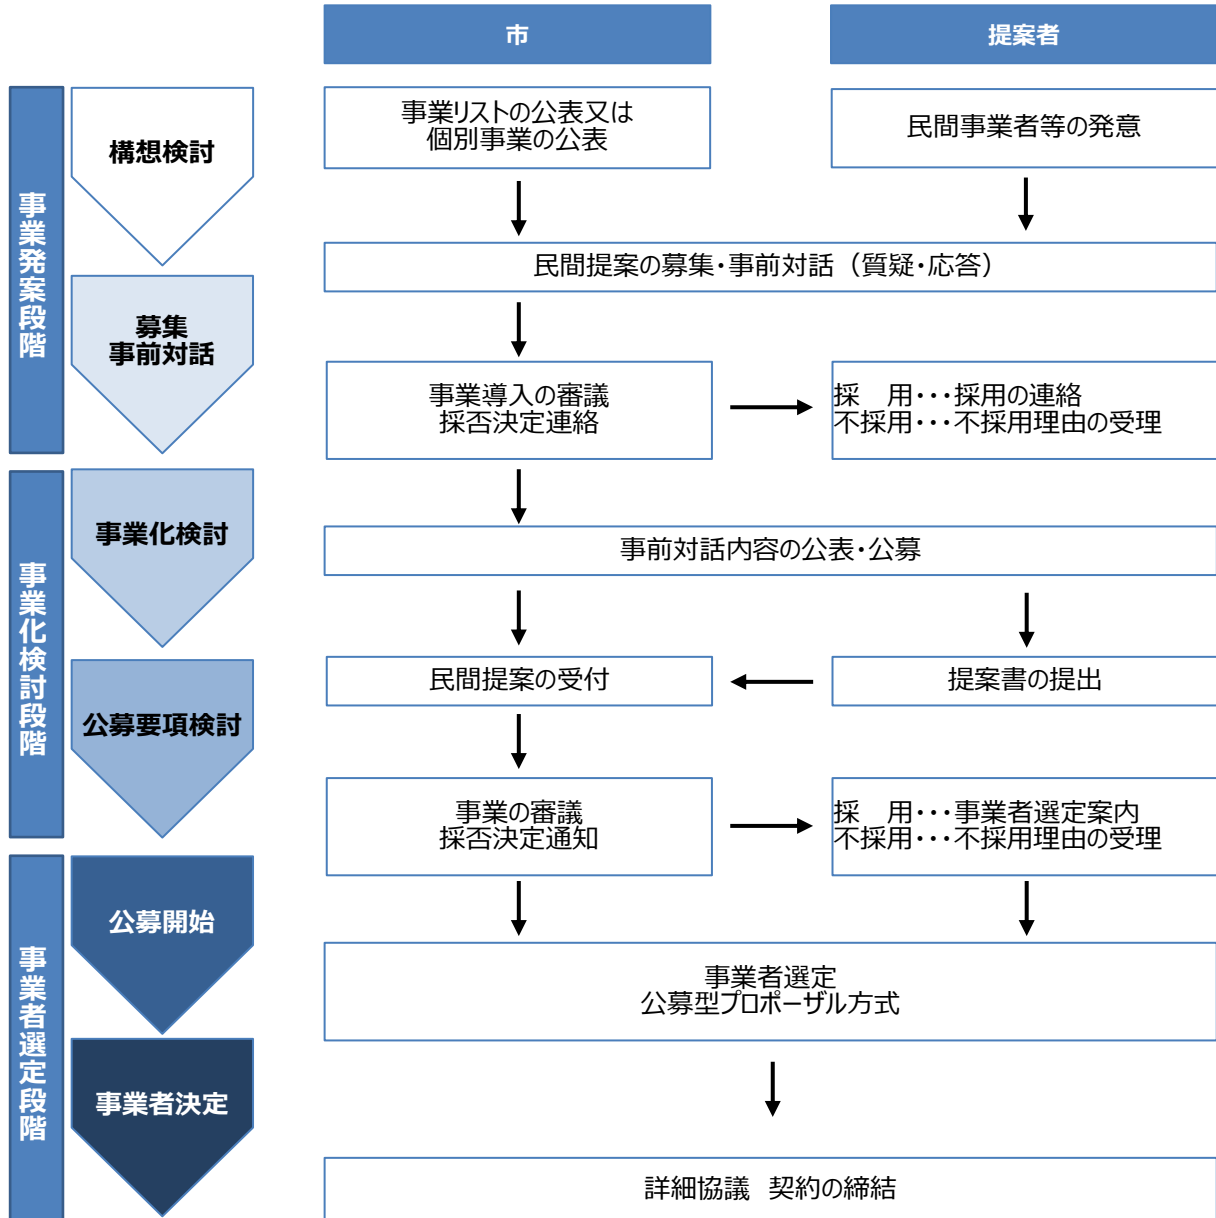 市
提案者
事業発案段階
構想検討
事業リストの公表又は
個別事業の公表
民間事業者等の発意
民間提案の募集・事前対話（質疑・応答）
募集
事前対話
事業導入の審議
採否決定連絡
採　用・・・採用の連絡
不採用・・・不採用理由の受理
事業化検討段階
事業化検討
事前対話内容の公表・公募
公募要項検討
民間提案の受付
提案書の提出
事業の審議
採否決定通知
採　用・・・事業者選定案内
不採用・・・不採用理由の受理
事業者選定段階
公募開始
事業者選定
公募型プロポーザル方式
事業者決定
詳細協議　契約の締結